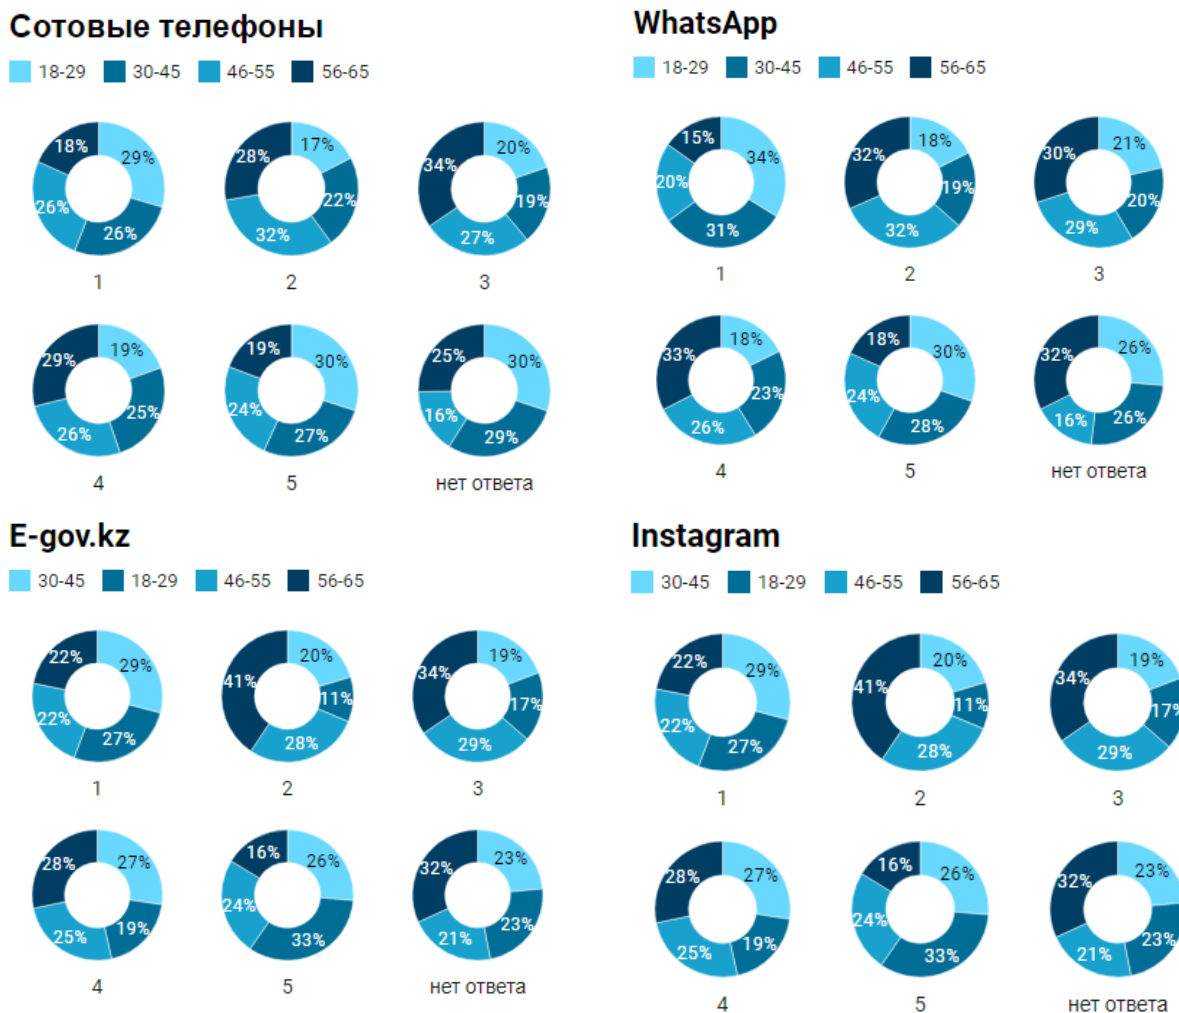 Сотовые телефоны
18-29 30-45 46-55 56-65
18% 29% 26% 26%
28% 17% 22% 32%
34% 20% 19% 27%
1 2 3
29% 19% 25% 26%
19% 30% 24% 27%
25% 30% 16% 29%
4 5 нет ответа
WhatsApp
18-29 30-45 46-55 56-65
15% 34% 20% 31%
32% 18% 19% 32%
30% 21% 20% 29%
1 2 3
33% 18% 23% 26%
18% 30% 24% 28%
32% 26% 16% 26%
4 5 нет ответа
E-gov.kz
30-45 18-29 46-55 56-65
22% 29% 22% 27%
41% 20% 11% 28%
34% 19% 17% 29%
1 2 3
28% 27% 19% 25%
16% 26% 24% 33%
32% 23% 21% 23%
4 5 нет ответа
Instagram
30-45 18-29 46-55 56-65
22% 29% 22% 27%
41% 20% 11% 28%
34% 19% 17% 29%
1 2 3
28% 27% 19% 25%
16% 26% 24% 33%
32% 23% 21% 23%
4 5 нет ответа